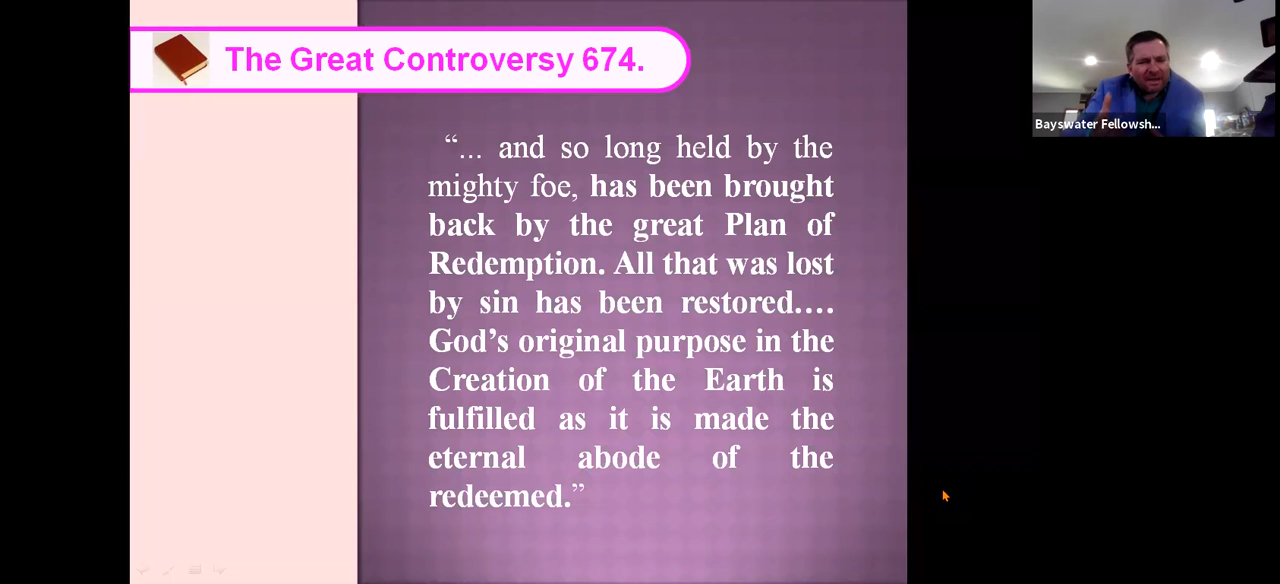 The Great Controversy 674.
Bayswater Fellowsh...
“... and so long held by the
mighty foe, has been brought
back by the great Plan of
Redemption. All that was lost
by sin has been restored....
God’s original purpose in the
Creation of the Earth is
fulfilled as it is made the
eternal abode of the
redeemed.”